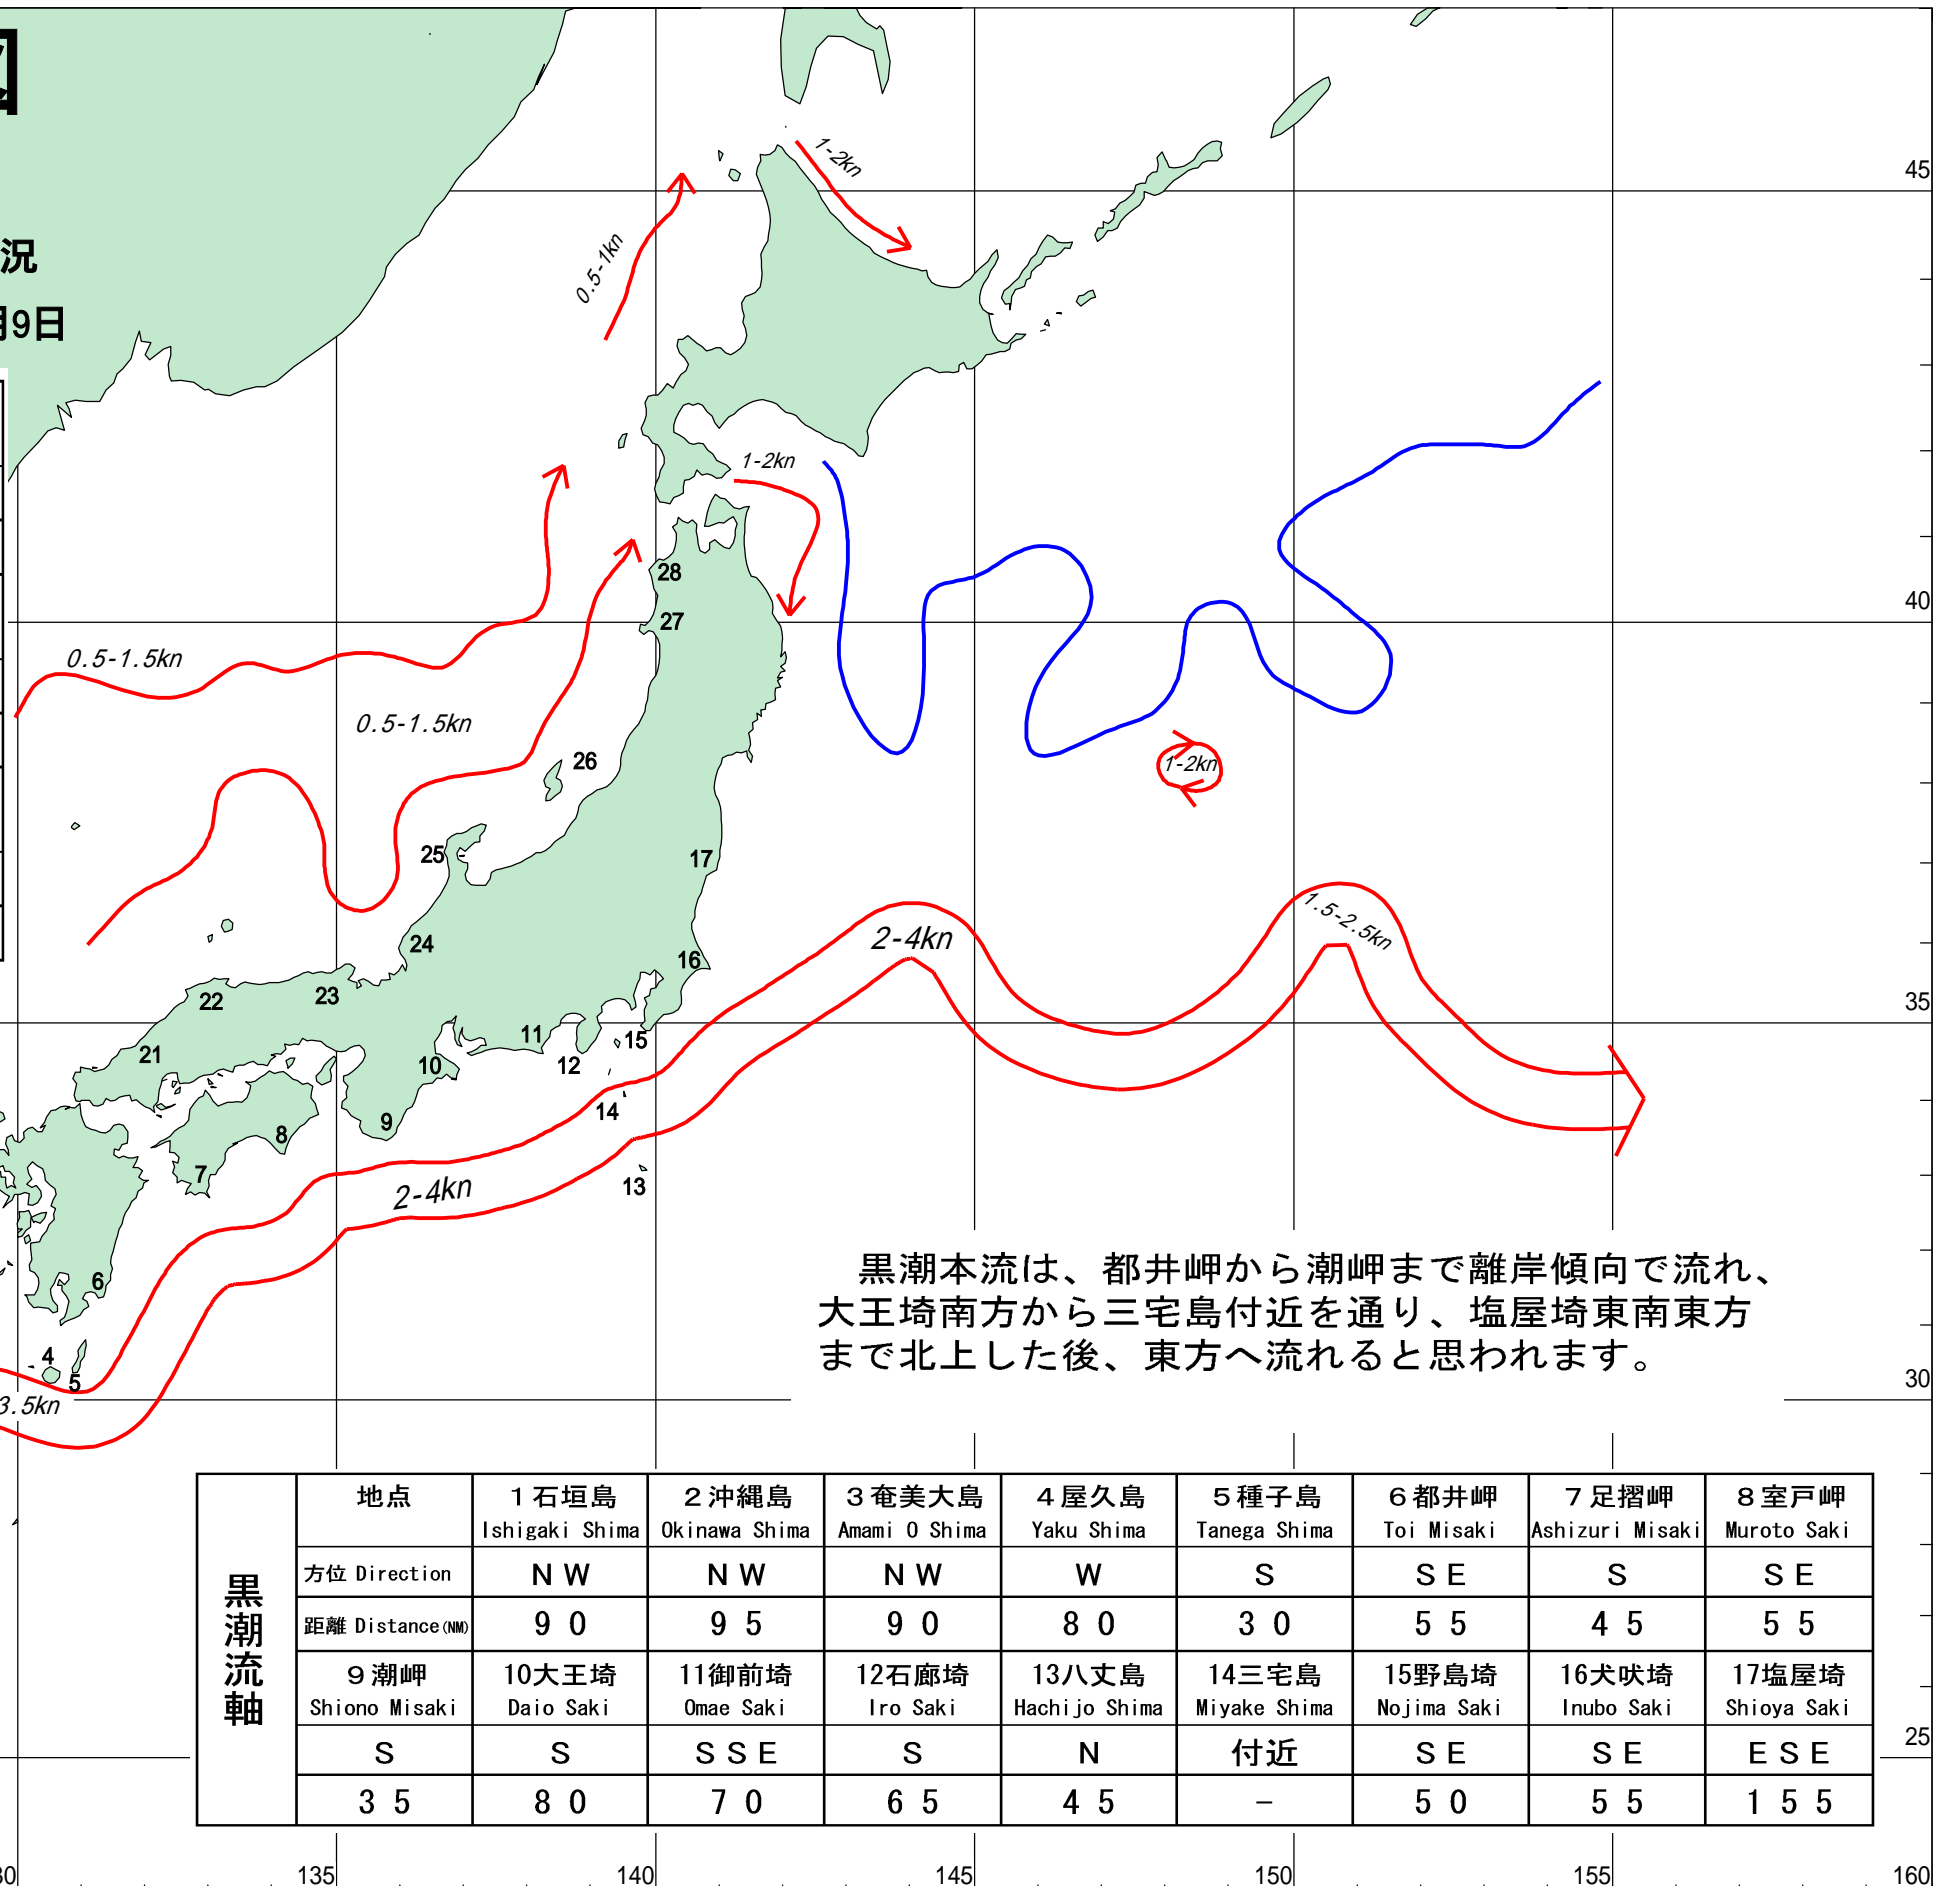 図
況
月9日
45
40
35
30
25
1-2kn
0.5-1kn
1-2kn
0.5-1.5kn
0.5-1.5kn
1-2kn
1.5-2.5kn
2-4kn
2-4kn
3.5kn
28
27
26
25
17
24
16
23
22
15
11
12
21
10
14
9
8
7
13
6
4
5
黒潮本流は、都井岬から潮岬まで離岸傾向で流れ、
大王埼南方から三宅島付近を通り、塩屋埼東南東方
まで北上した後、東方へ流れると思われます。
黒潮流軸
地点 1石垣島 2沖縄島 3奄美大島 4屋久島 5種子島 6都井岬 7足摺岬 8室戸岬
Ishigaki Shima Okinawa Shima Amami O Shima Yaku Shima Tanega Shima Toi Misaki Ashizuri Misaki Muroto Saki
方位 Direction NW NW NW W S SE S SE
距離 Distance(NM) 90 95 90 80 30 55 45 55
9潮岬 10大王埼 11御前埼 12石廊埼 13八丈島 14三宅島 15野島埼 16犬吠埼 17塩屋埼
Shiono Misaki Daio Saki Omae Saki Iro Saki Hachijo Shima Miyake Shima Nojima Saki Inubo Saki Shioya Saki
S S SSE S N 付近 SE SE ESE
35 80 70 65 45 － 50 55 155
30 135 140 145 150 155 160